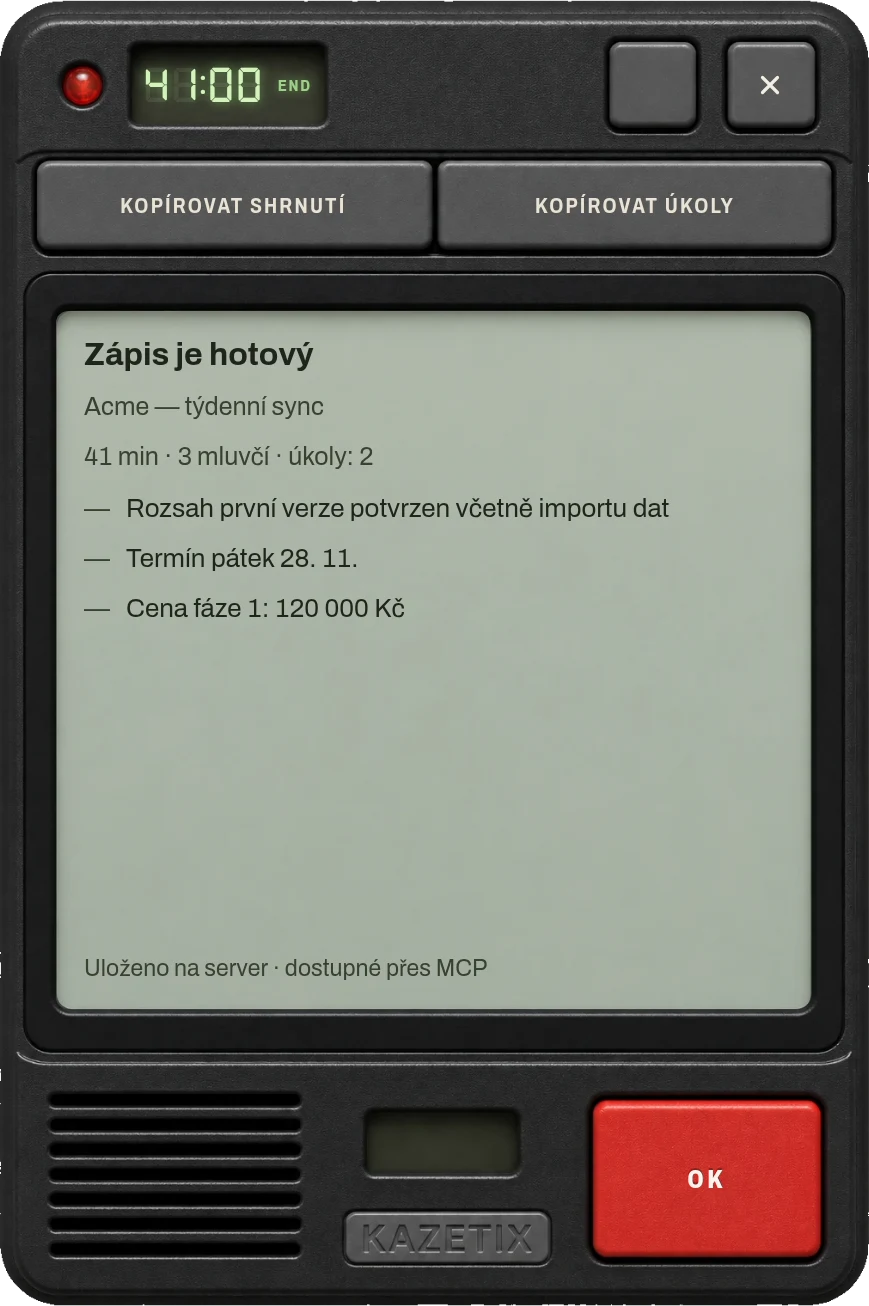 41:00 END
×
KOPÍROVAT SHRNUTÍ
KOPÍROVAT ÚKOLY
Zápis je hotový
Acme — týdenní sync
41 min · 3 mluvčí · úkoly: 2
— Rozsah první verze potvrzen včetně importu dat
— Termín pátek 28. 11.
— Cena fáze 1: 120 000 Kč
Uloženo na server · dostupné přes MCP
KAZETIX
OK